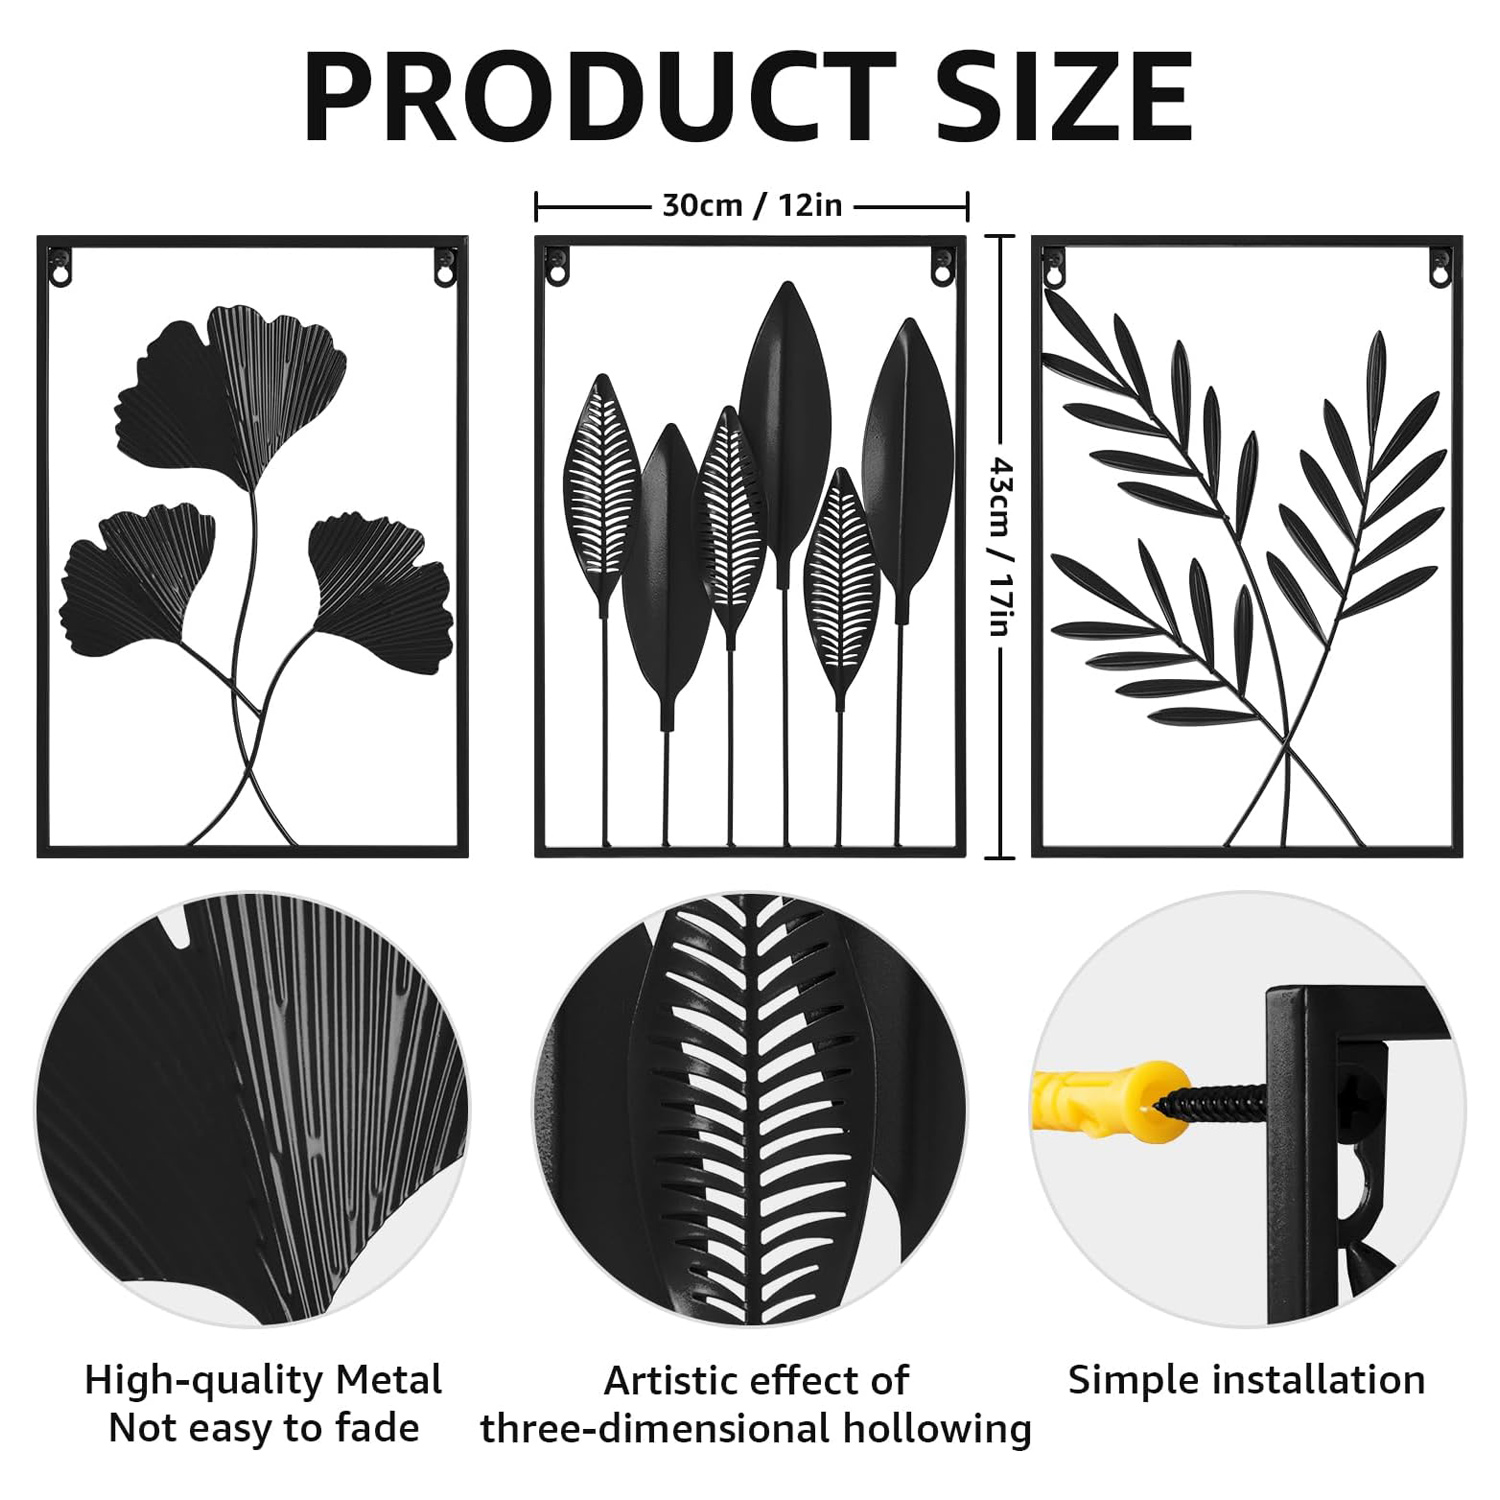 PRODUCT SIZE
30cm / 12in
43cm / 17in
High-quality Metal
Not easy to fade
Artistic effect of
three-dimensional hollowing
Simple installation